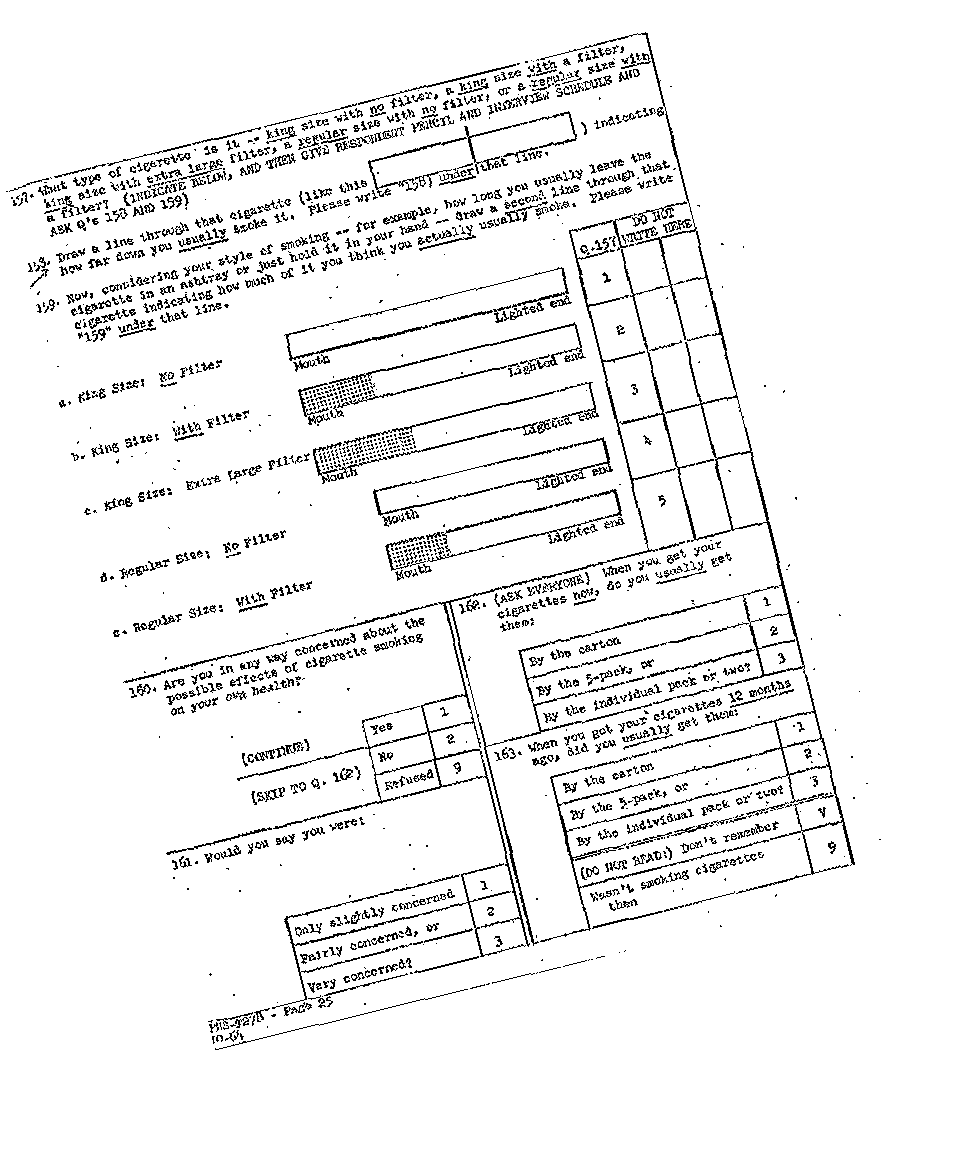 157. What type of cigarette is it -- king size with no filter, a king size with a filter,
king size with extra large filter, a regular size with no filter, or a regular size with
a filter? (INDICATE BELOW, AND THEN GIVE RESPONDENT PENCIL AND INTERVIEW SCHEDULE AND
ASK Q's 158 AND 159)
158. Draw a line through that cigarette (like this ) indicating
how far down you usually smoke it. Please write "158" under that line.
159. Now, considering your style of smoking -- for example, how long you usually leave the
cigarette in an ashtray or just hold it in your hand -- draw a second line through that
cigarette indicating how much of it you think you actually usually smoke. Please write
"159" under that line.
Q.157 DO NOT
WRITE HERE
a. King Size: No Filter
Mouth Lighted end
1
b. King Size: With Filter
Mouth Lighted end
2
c. King Size: Extra Large Filter
Mouth Lighted end
3
d. Regular Size: No Filter
Mouth Lighted end
4
e. Regular Size: With Filter
Mouth Lighted end
5
160. Are you in any way concerned about the
possible effects of cigarette smoking
on your own health?
(CONTINUE) Yes 1
(SKIP TO Q. 162) No 2
Refused 9
161. Would you say you were:
Only slightly concerned 1
Fairly concerned, or 2
Very concerned? 3
162. (ASK EVERYONE) When you get your
cigarettes now, do you usually get
them:
By the carton 1
By the 5-pack, or 2
By the individual pack or two? 3
163. When you got your cigarettes 12 months
ago, did you usually get them:
By the carton 1
By the 5-pack, or 2
By the individual pack or two? 3
(DO NOT READ:) Don't remember Y
Wasn't smoking cigarettes
then 9
- Page 25
10-64